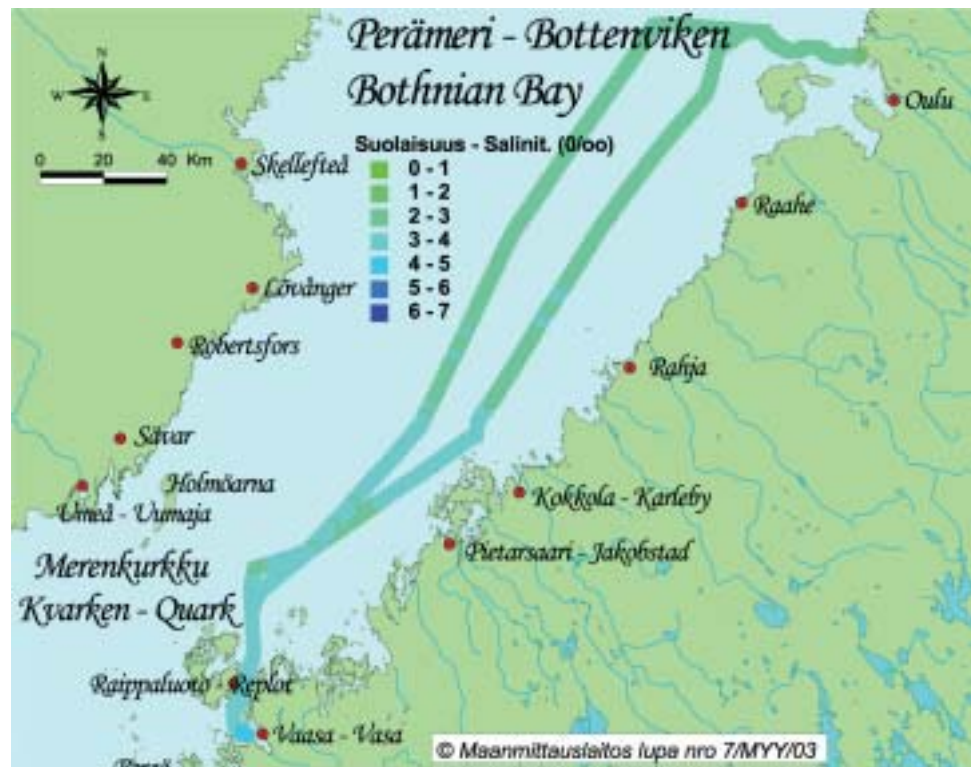 Perämeri - Bottenviken
Bothnian Bay
N
W
E
S
0 20 40 Km
Suolaisuus - Salinit. (0/oo)
0 - 1
1 - 2
2 - 3
3 - 4
4 - 5
5 - 6
6 - 7
Oulu
Skellefteå
Raahe
Lövånger
Robertsfors
Rahja
Sävar
Holmöarna
Umeå - Uumaja
Kokkola - Karleby
Pietarsaari - Jakobstad
Merenkurkku
Kvarken - Quark
Raippaluoto - Replot
Vaasa - Vasa
© Maanmittauslaitos lupa nro 7/MYY/03